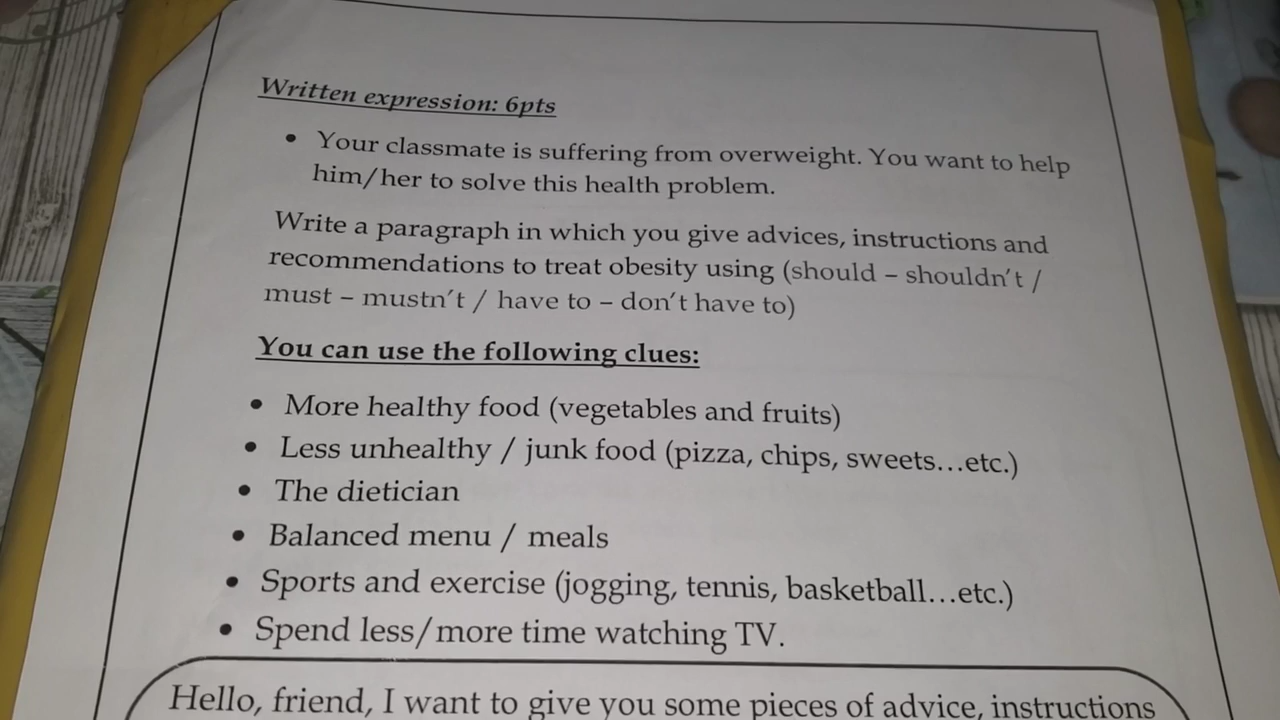 Written expression: 6pts
• Your classmate is suffering from overweight. You want to help
him/her to solve this health problem.
Write a paragraph in which you give advices, instructions and
recommendations to treat obesity using (should – shouldn't /
must – mustn't / have to – don't have to)
You can use the following clues:
• More healthy food (vegetables and fruits)
• Less unhealthy / junk food (pizza, chips, sweets…etc.)
• The dietician
• Balanced menu / meals
• Sports and exercise (jogging, tennis, basketball…etc.)
• Spend less/more time watching TV.
Hello, friend, I want to give you some pieces of advice, instructions